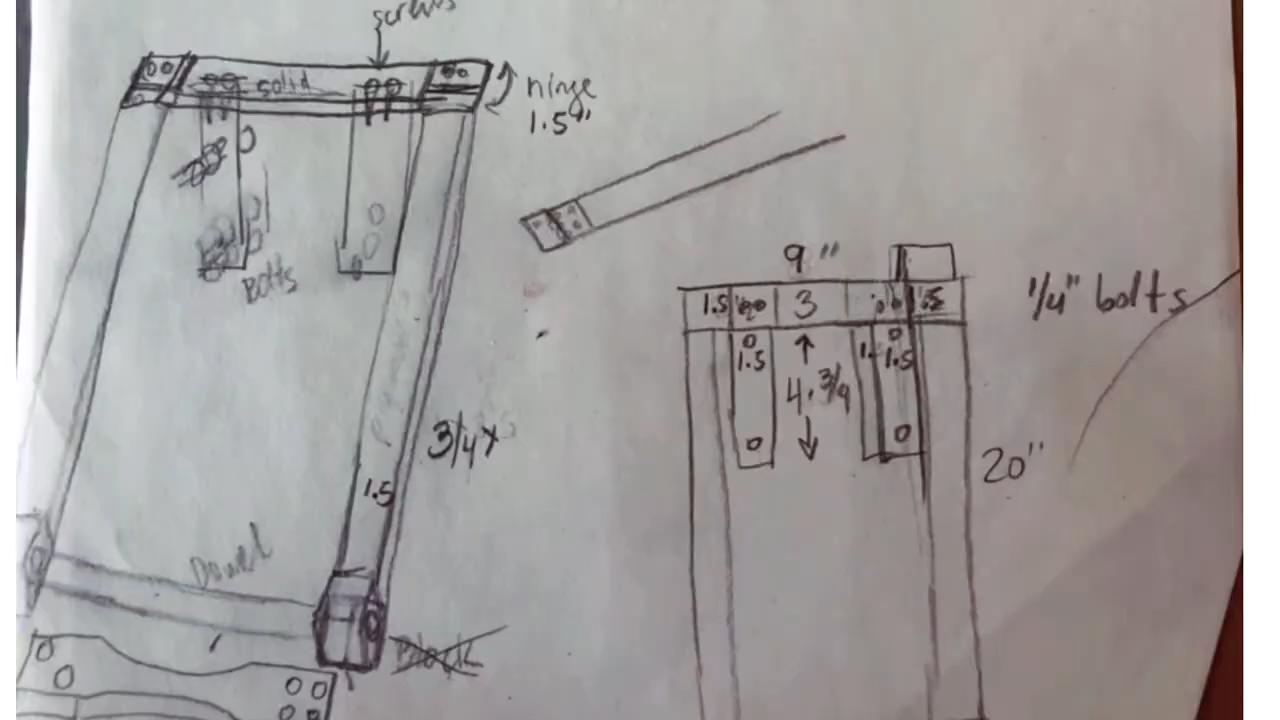 screws
solid
hinge
1.5"
Bolts
3/4x
1.5
Dowel
Block
9"
1.5
3
1.5
1/4" bolts
1.5
1.5
4.3/4
20"